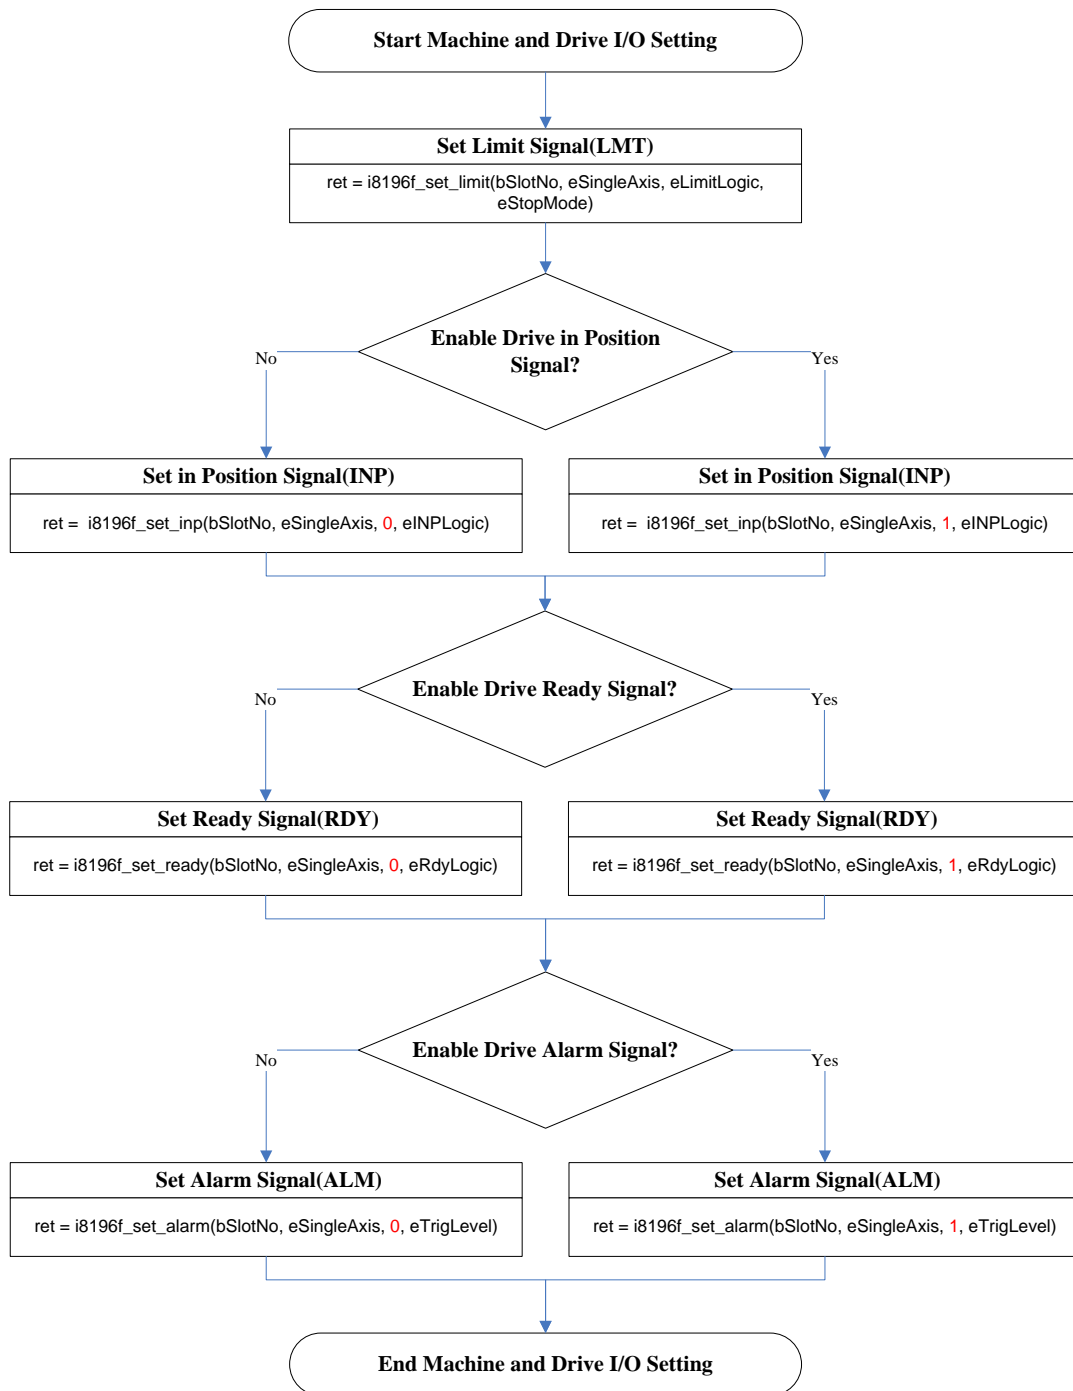 Start Machine and Drive I/O Setting
Set Limit Signal(LMT)
ret = i8196f_set_limit(bSlotNo, eSingleAxis, eLimitLogic,
eStopMode)
Enable Drive in Position
Signal?
No
Yes
Set in Position Signal(INP)
ret =  i8196f_set_inp(bSlotNo, eSingleAxis, 0, eINPLogic)
Set in Position Signal(INP)
ret =  i8196f_set_inp(bSlotNo, eSingleAxis, 1, eINPLogic)
Enable Drive Ready Signal?
No
Yes
Set Ready Signal(RDY)
ret = i8196f_set_ready(bSlotNo, eSingleAxis, 0, eRdyLogic)
Set Ready Signal(RDY)
ret = i8196f_set_ready(bSlotNo, eSingleAxis, 1, eRdyLogic)
Enable Drive Alarm Signal?
No
Yes
Set Alarm Signal(ALM)
ret = i8196f_set_alarm(bSlotNo, eSingleAxis, 0, eTrigLevel)
Set Alarm Signal(ALM)
ret = i8196f_set_alarm(bSlotNo, eSingleAxis, 1, eTrigLevel)
End Machine and Drive I/O Setting